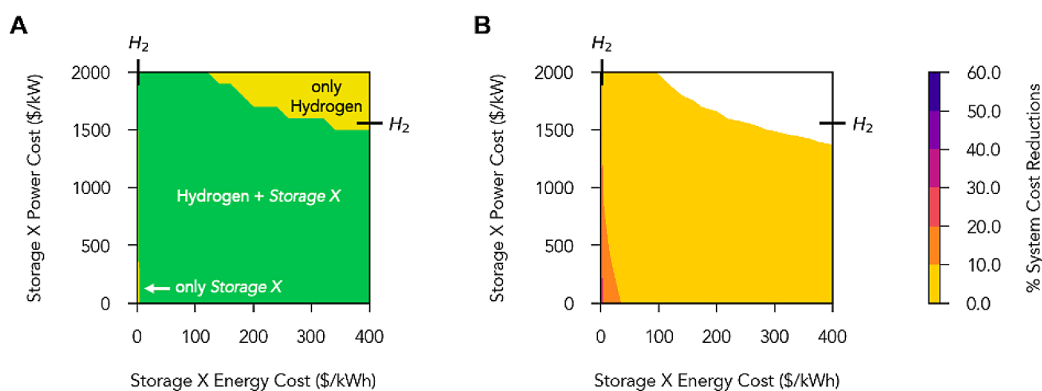 A
H₂
2000
1500
1000
500
0
Storage X Power Cost ($/kW)
only
Hydrogen
H₂
Hydrogen + Storage X
only Storage X
0 100 200 300 400
Storage X Energy Cost ($/kWh)
B
H₂
2000
1500
1000
500
0
Storage X Power Cost ($/kW)
H₂
0 100 200 300 400
Storage X Energy Cost ($/kWh)
60.0
50.0
40.0
30.0
20.0
10.0
0.0
% System Cost Reductions